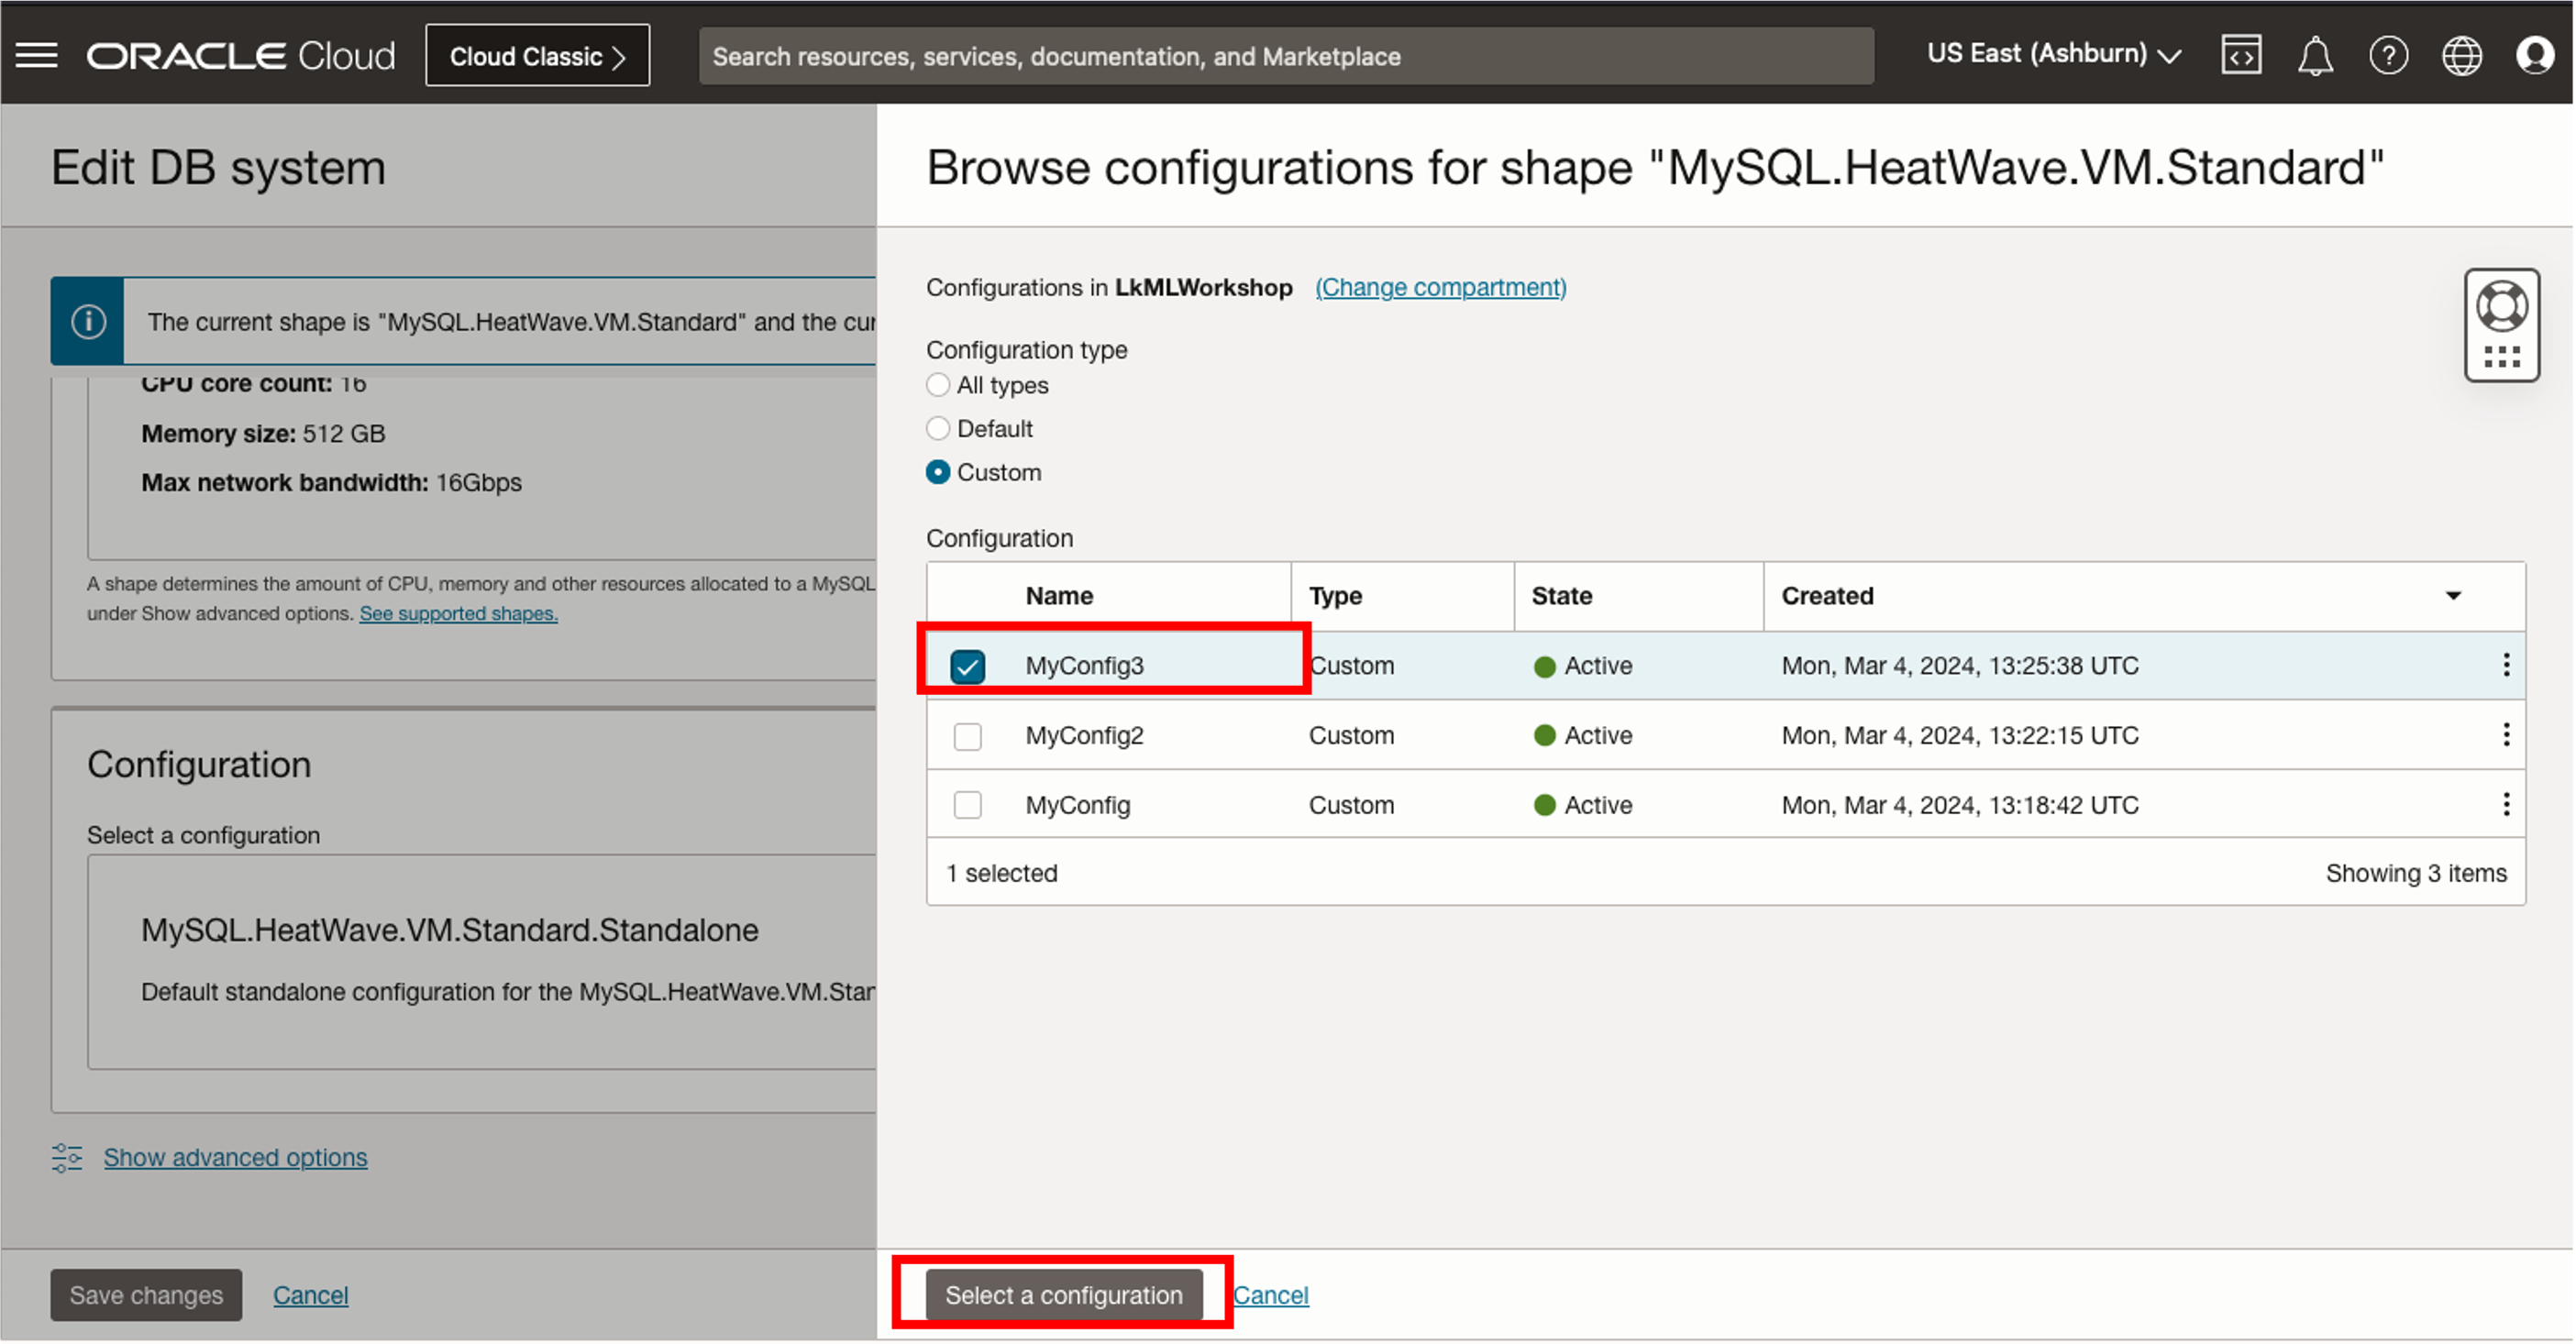 ORACLE Cloud
Cloud Classic >
Search resources, services, documentation, and Marketplace
US East (Ashburn)
Edit DB system
The current shape is "MySQL.HeatWave.VM.Standard" and the cur
CPU core count: 16
Memory size: 512 GB
Max network bandwidth: 16Gbps
A shape determines the amount of CPU, memory and other resources allocated to a MySQL
under Show advanced options. See supported shapes.
Configuration
Select a configuration
MySQL.HeatWave.VM.Standard.Standalone
Default standalone configuration for the MySQL.HeatWave.VM.Stan
Show advanced options
Save changes Cancel
Browse configurations for shape "MySQL.HeatWave.VM.Standard"
Configurations in LkMLWorkshop (Change compartment)
Configuration type
All types
Default
Custom
Configuration
Name Type State Created
MyConfig3 Custom Active Mon, Mar 4, 2024, 13:25:38 UTC
MyConfig2 Custom Active Mon, Mar 4, 2024, 13:22:15 UTC
MyConfig Custom Active Mon, Mar 4, 2024, 13:18:42 UTC
1 selected Showing 3 items
Select a configuration Cancel